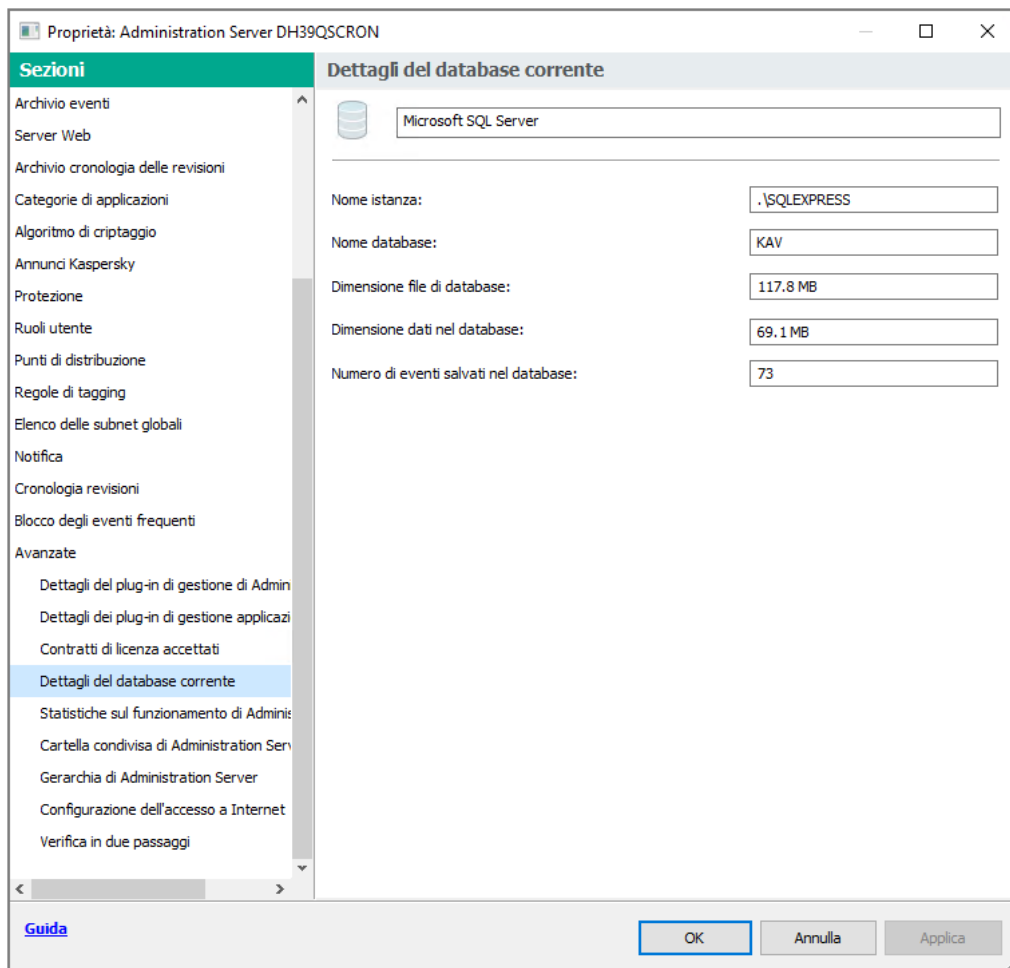 Proprietà: Administration Server DH39QSCRON
Sezioni
Archivio eventi
Server Web
Archivio cronologia delle revisioni
Categorie di applicazioni
Algoritmo di criptaggio
Annunci Kaspersky
Protezione
Ruoli utente
Punti di distribuzione
Regole di tagging
Elenco delle subnet globali
Notifica
Cronologia revisioni
Blocco degli eventi frequenti
Avanzate
Dettagli del plug-in di gestione di Admin
Dettagli dei plug-in di gestione applicazi
Contratti di licenza accettati
Dettagli del database corrente
Statistiche sul funzionamento di Adminis
Cartella condivisa di Administration Serv
Gerarchia di Administration Server
Configurazione dell'accesso a Internet
Verifica in due passaggi
Dettagli del database corrente
Microsoft SQL Server
Nome istanza: .\SQLEXPRESS
Nome database: KAV
Dimensione file di database: 117.8 MB
Dimensione dati nel database: 69.1 MB
Numero di eventi salvati nel database: 73
Guida
OK Annulla Applica